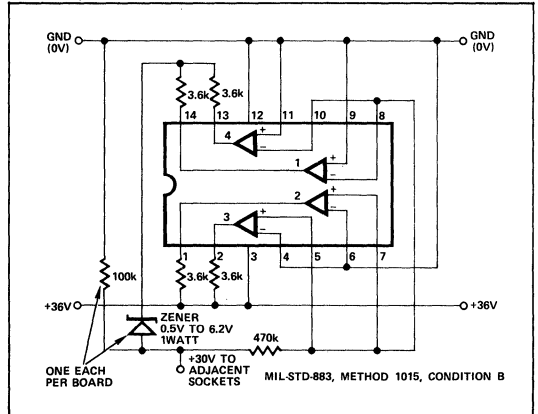 GND
(0V)
GND
(0V)
3.6k
3.6k
14 13 12 11 10 9 8
4
+
−
+
1
−
+
2
−
3
+
−
1 2 3 4 5 6 7
3.6k
3.6k
100k
+36V
+36V
ZENER
0.5V TO 6.2V
1WATT
470k
ONE EACH
PER BOARD
+30V TO
ADJACENT
SOCKETS
MIL-STD-883, METHOD 1015, CONDITION B